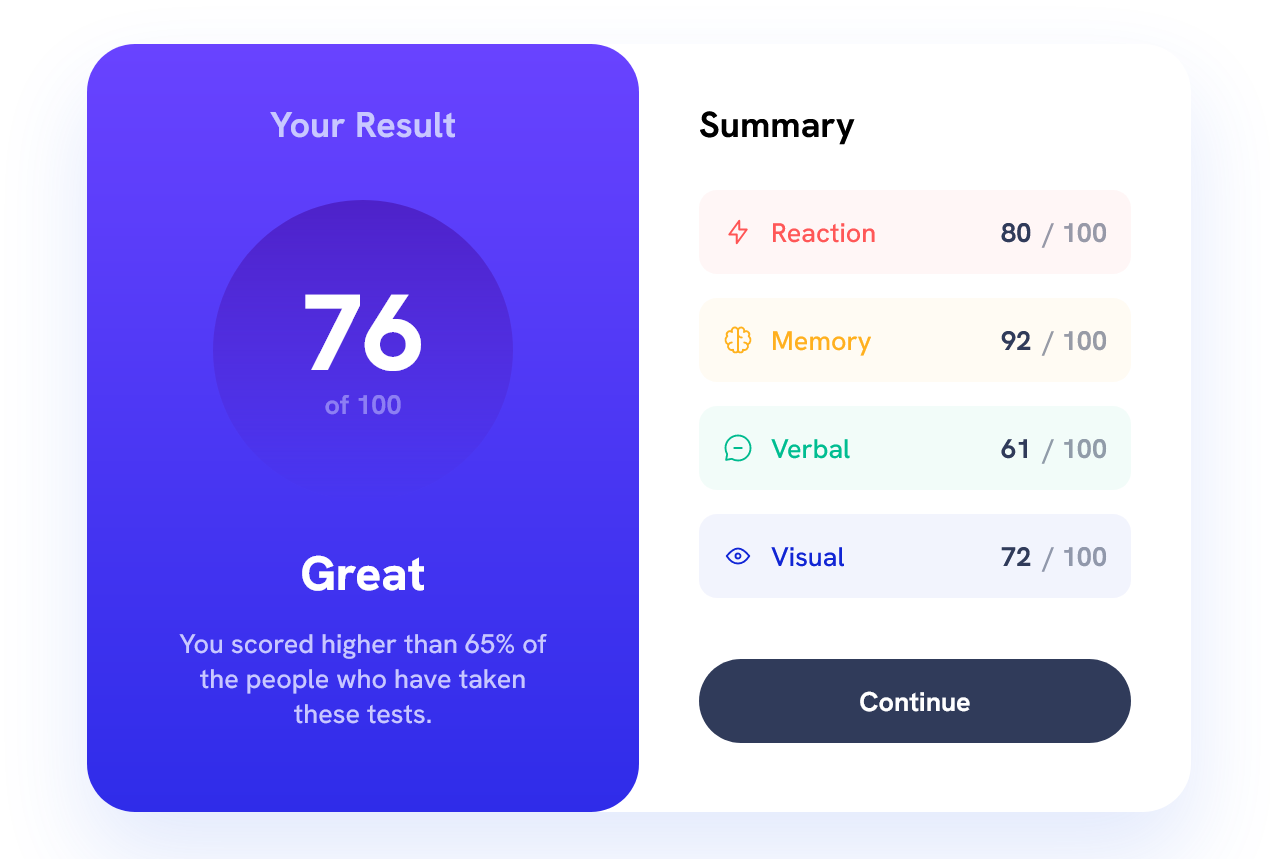 Your Result
76
of 100
Great
You scored higher than 65% of
the people who have taken
these tests.
Summary
Reaction 80 / 100
Memory 92 / 100
Verbal 61 / 100
Visual 72 / 100
Continue